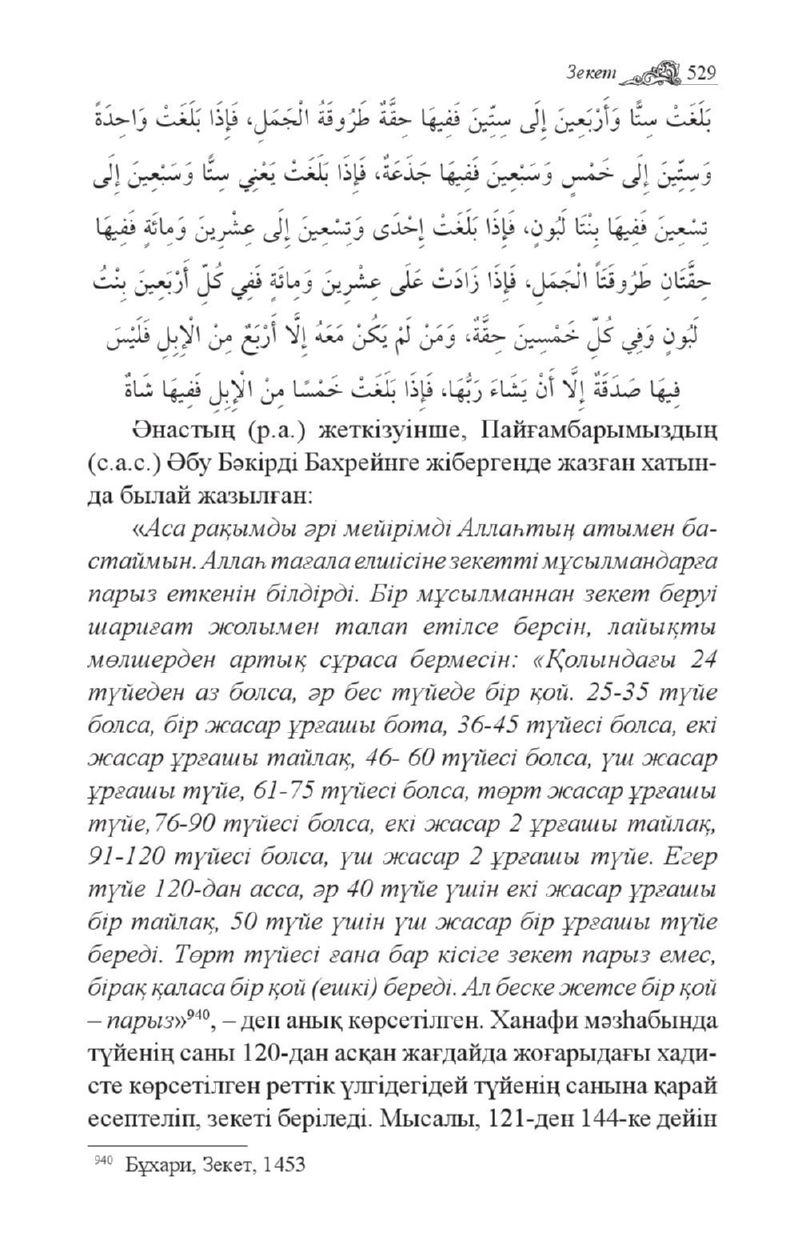 Зекет 529
بَلَغَتْ سِتًّا وَأَرْبَعِينَ إِلَى سِتِّينَ فَفِيهَا حِقَّةٌ طَرُوقَةُ الْجَمَلِ، فَإِذَا بَلَغَتْ وَاحِدَةً
وَسِتِّينَ إِلَى خَمْسٍ وَسَبْعِينَ فَفِيهَا جَذَعَةٌ، فَإِذَا بَلَغَتْ يَعْنِي سِتًّا وَسَبْعِينَ إِلَى
تِسْعِينَ فَفِيهَا بِنْتَا لَبُونٍ، فَإِذَا بَلَغَتْ إِحْدَى وَتِسْعِينَ إِلَى عِشْرِينَ وَمِائَةٍ فَفِيهَا
حِقَّتَانِ طَرُوقَتَا الْجَمَلِ، فَإِذَا زَادَتْ عَلَى عِشْرِينَ وَمِائَةٍ فَفِي كُلِّ أَرْبَعِينَ بِنْتُ
لَبُونٍ وَفِي كُلِّ خَمْسِينَ حِقَّةٌ، وَمَنْ لَمْ يَكُنْ مَعَهُ إِلَّا أَرْبَعٌ مِنْ الْإِبِلِ فَلَيْسَ
فِيهَا صَدَقَةٌ إِلَّا أَنْ يَشَاءَ رَبُّهَا، فَإِذَا بَلَغَتْ خَمْسًا مِنْ الْإِبِلِ فَفِيهَا شَاةٌ
Әнастың (р.а.) жеткізуінше, Пайғамбарымыздың
(с.а.с.) Әбу Бәкірді Бахрейнге жібергенде жазған хатын-
да былай жазылған:
«Аса рақымды әрі мейірімді Аллаһтың атымен ба-
стаймын. Аллаһ тағала елшісіне зекетті мұсылмандарға
парыз еткенін білдірді. Бір мұсылманнан зекет беруі
шариғат жолымен талап етілсе берсін, лайықты
мөлшерден артық сұраса бермесін: «Қолындағы 24
түйеден аз болса, әр бес түйеде бір қой. 25-35 түйе
болса, бір жасар ұрғашы бота, 36-45 түйесі болса, екі
жасар ұрғашы тайлақ, 46- 60 түйесі болса, үш жасар
ұрғашы түйе, 61-75 түйесі болса, төрт жасар ұрғашы
түйе, 76-90 түйесі болса, екі жасар 2 ұрғашы тайлақ,
91-120 түйесі болса, үш жасар 2 ұрғашы түйе. Егер
түйе 120-дан асса, әр 40 түйе үшін екі жасар ұрғашы
бір тайлақ, 50 түйе үшін үш жасар бір ұрғашы түйе
береді. Төрт түйесі ғана бар кісіге зекет парыз емес,
бірақ қаласа бір қой (ешкі) береді. Ал беске жетсе бір қой
– парыз»⁹⁴⁰, – деп анық көрсетілген. Ханафи мәзһабында
түйенің саны 120-дан асқан жағдайда жоғарыдағы хади-
сте көрсетілген реттік үлгідегідей түйенің санына қарай
есептеліп, зекеті беріледі. Мысалы, 121-ден 144-ке дейін
⁹⁴⁰ Бұхари, Зекет, 1453